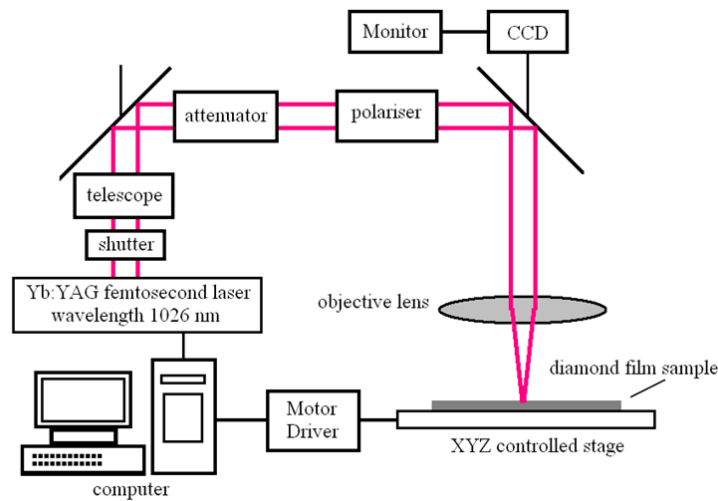 Monitor
CCD
attenuator
polariser
telescope
shutter
Yb:YAG femtosecond laser
wavelength 1026 nm
objective lens
diamond film sample
Motor
Driver
XYZ controlled stage
computer